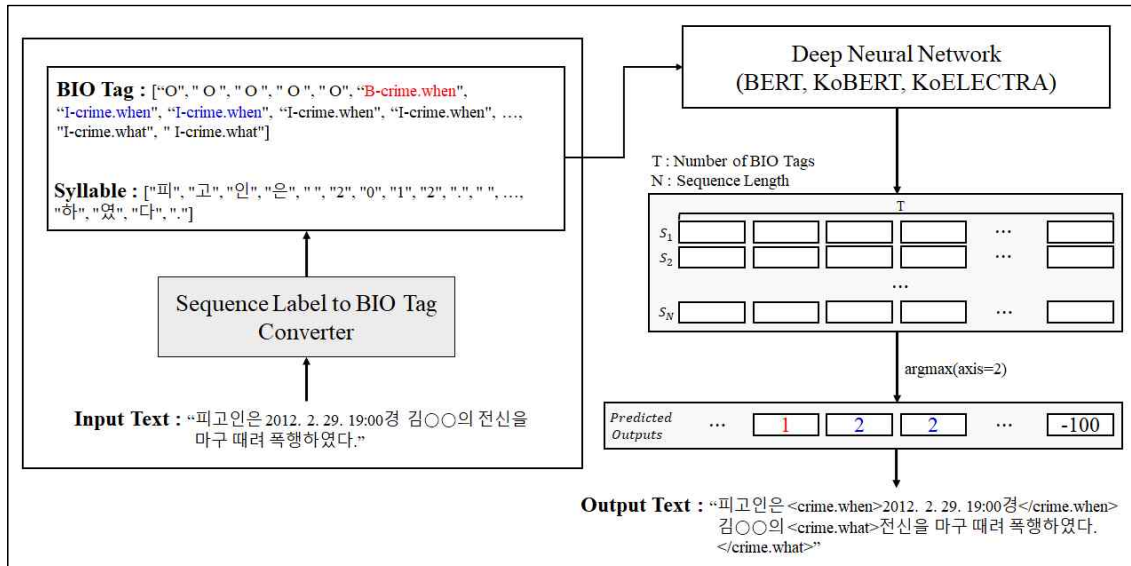 BIO Tag : ["O", " O ", " O ", " O ", " O", "B-crime.when",
"I-crime.when", "I-crime.when", "I-crime.when", "I-crime.when", …,
"I-crime.what", " I-crime.what"]
Syllable : ["피", "고", "인", "은", " ", "2", "0", "1", "2", ".", " ", …,
"하", "였", "다", "."]
Sequence Label to BIO Tag
Converter
Input Text : “피고인은 2012. 2. 29. 19:00경 김○○의 전신을
마구 때려 폭행하였다.”
Deep Neural Network
(BERT, KoBERT, KoELECTRA)
T : Number of BIO Tags
N : Sequence Length
T
S1 …
S2 …
…
SN …
argmax(axis=2)
Predicted
Outputs … 1 2 2 … -100
Output Text : “피고인은 <crime.when>2012. 2. 29. 19:00경</crime.when>
김○○의 <crime.what>전신을 마구 때려 폭행하였다.
</crime.what>”